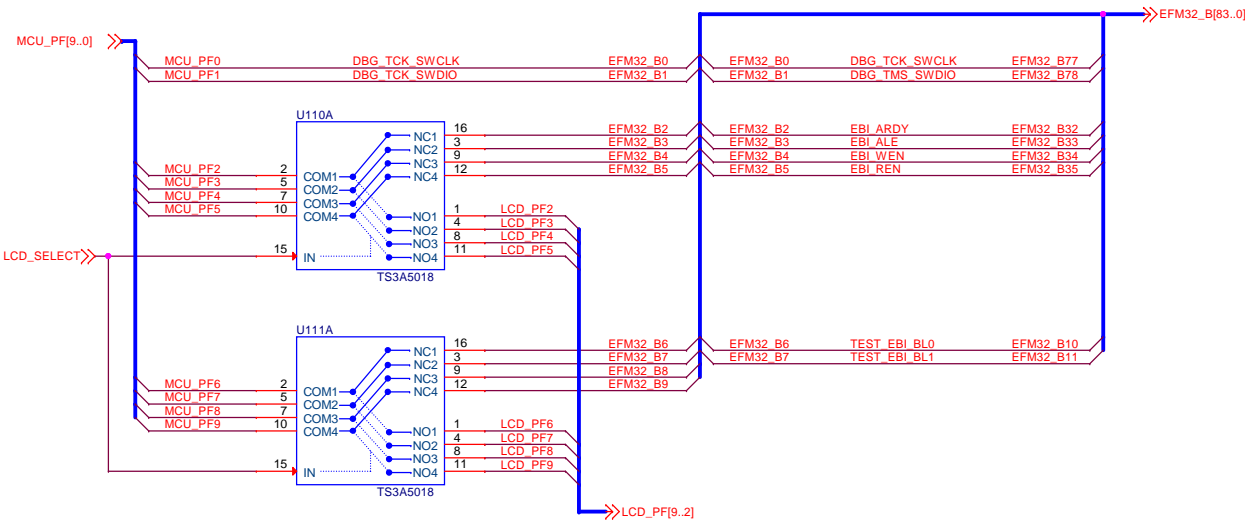 EFM32_B[83..0]
MCU_PF[9..0]
MCU_PF0 DBG_TCK_SWCLK EFM32_B0 EFM32_B0 DBG_TCK_SWCLK EFM32_B77
MCU_PF1 DBG_TCK_SWDIO EFM32_B1 EFM32_B1 DBG_TMS_SWDIO EFM32_B78
U110A
NC1 16 EFM32_B2 EFM32_B2 EBI_ARDY EFM32_B32
NC2 3 EFM32_B3 EFM32_B3 EBI_ALE EFM32_B33
NC3 9 EFM32_B4 EFM32_B4 EBI_WEN EFM32_B34
MCU_PF2 2 COM1 NC4 12 EFM32_B5 EFM32_B5 EBI_REN EFM32_B35
MCU_PF3 5 COM2
MCU_PF4 7 COM3
MCU_PF5 10 COM4 NO1 1 LCD_PF2
NO2 4 LCD_PF3
NO3 8 LCD_PF4
LCD_SELECT 15 IN NO4 11 LCD_PF5
TS3A5018
U111A
NC1 16 EFM32_B6 EFM32_B6 TEST_EBI_BL0 EFM32_B10
NC2 3 EFM32_B7 EFM32_B7 TEST_EBI_BL1 EFM32_B11
NC3 9 EFM32_B8
MCU_PF6 2 COM1 NC4 12 EFM32_B9
MCU_PF7 5 COM2
MCU_PF8 7 COM3
MCU_PF9 10 COM4 NO1 1 LCD_PF6
NO2 4 LCD_PF7
NO3 8 LCD_PF8
15 IN NO4 11 LCD_PF9
TS3A5018
LCD_PF[9..2]